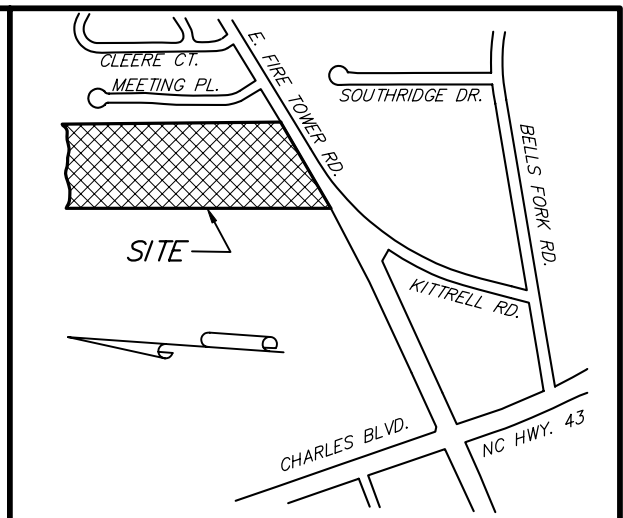 CLEERE CT.
MEETING PL.
E. FIRE TOWER RD.
SOUTHRIDGE DR.
BELLS FORK RD.
SITE
KITTRELL RD.
CHARLES BLVD.
NC HWY. 43